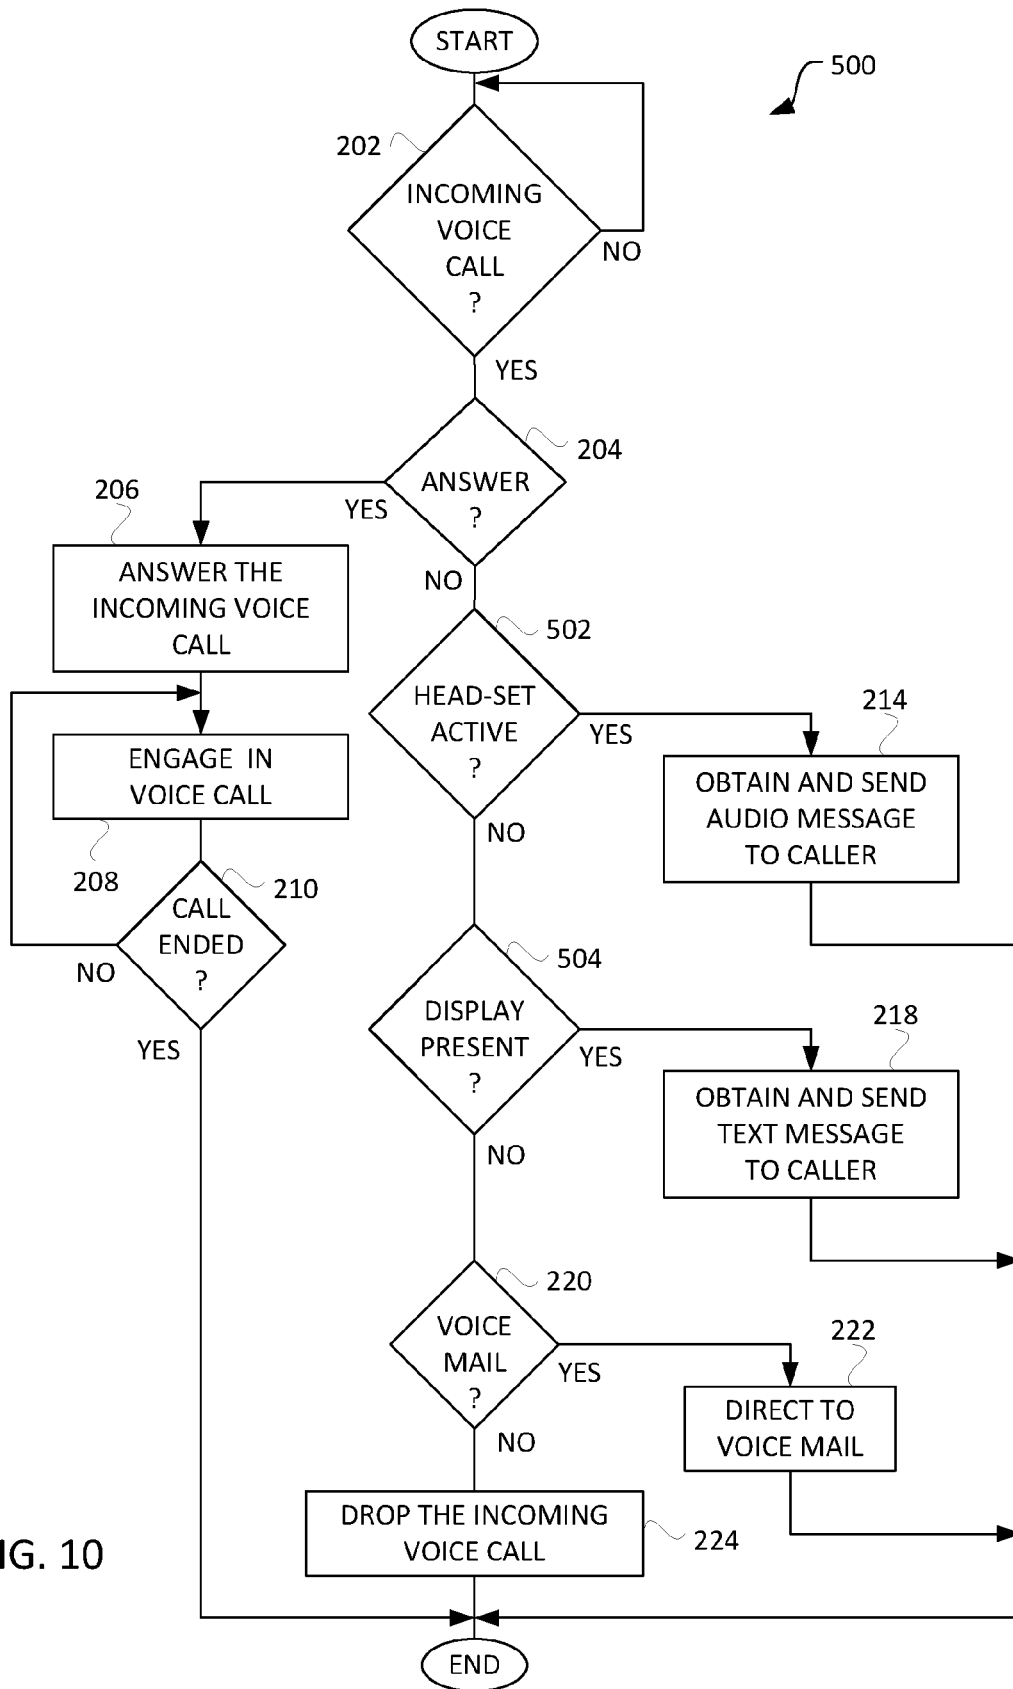 START
500
202
INCOMING
VOICE
CALL
?
NO
YES
204
ANSWER
?
YES
NO
206
ANSWER THE
INCOMING VOICE
CALL
502
HEAD-SET
ACTIVE
?
YES
NO
214
OBTAIN AND SEND
AUDIO MESSAGE
TO CALLER
ENGAGE IN
VOICE CALL
208
210
CALL
ENDED
?
NO
YES
504
DISPLAY
PRESENT
?
YES
NO
218
OBTAIN AND SEND
TEXT MESSAGE
TO CALLER
220
VOICE
MAIL
?
YES
NO
222
DIRECT TO
VOICE MAIL
DROP THE INCOMING
VOICE CALL
224
IG. 10
END